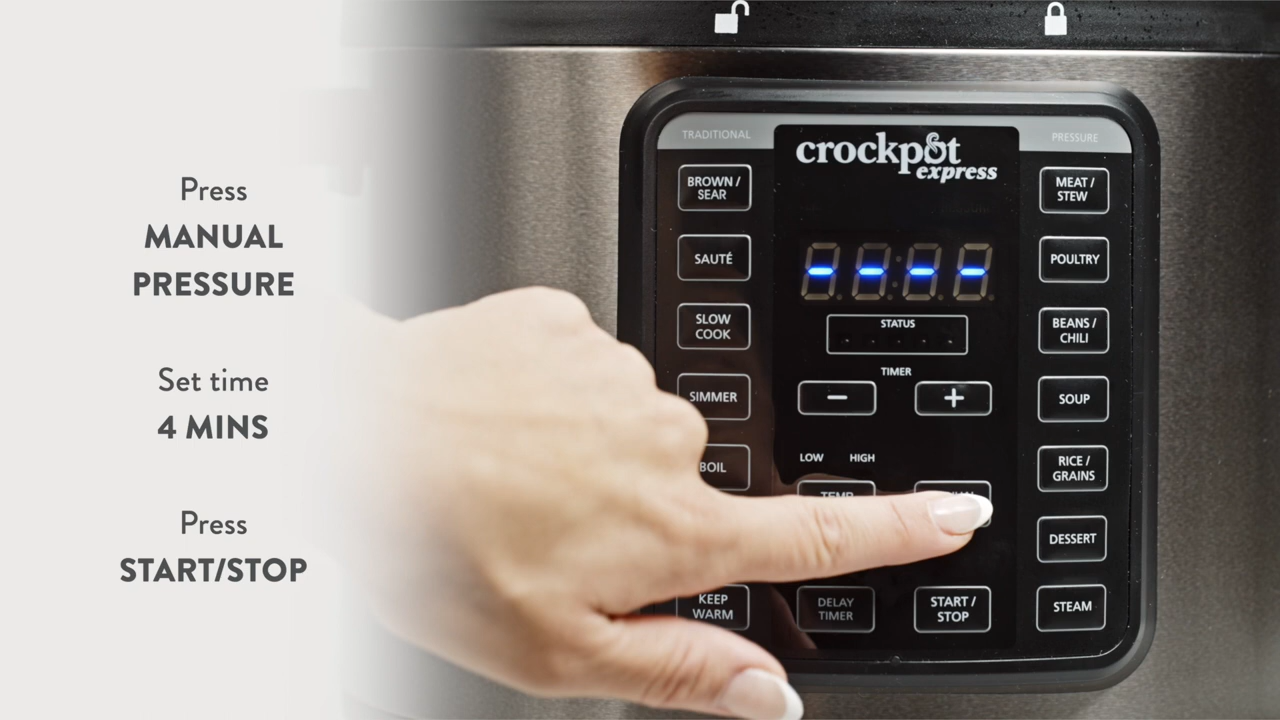 Press
MANUAL
PRESSURE
Set time
4 MINS
Press
START/STOP
TRADITIONAL
PRESSURE
crockpot
express
BROWN /
SEAR
SAUTÉ
SLOW
COOK
SIMMER
BOIL
KEEP
WARM
----
STATUS
TIMER
−
+
LOW HIGH
TEMP
DELAY
TIMER
START /
STOP
MEAT /
STEW
POULTRY
BEANS /
CHILI
SOUP
RICE /
GRAINS
DESSERT
STEAM